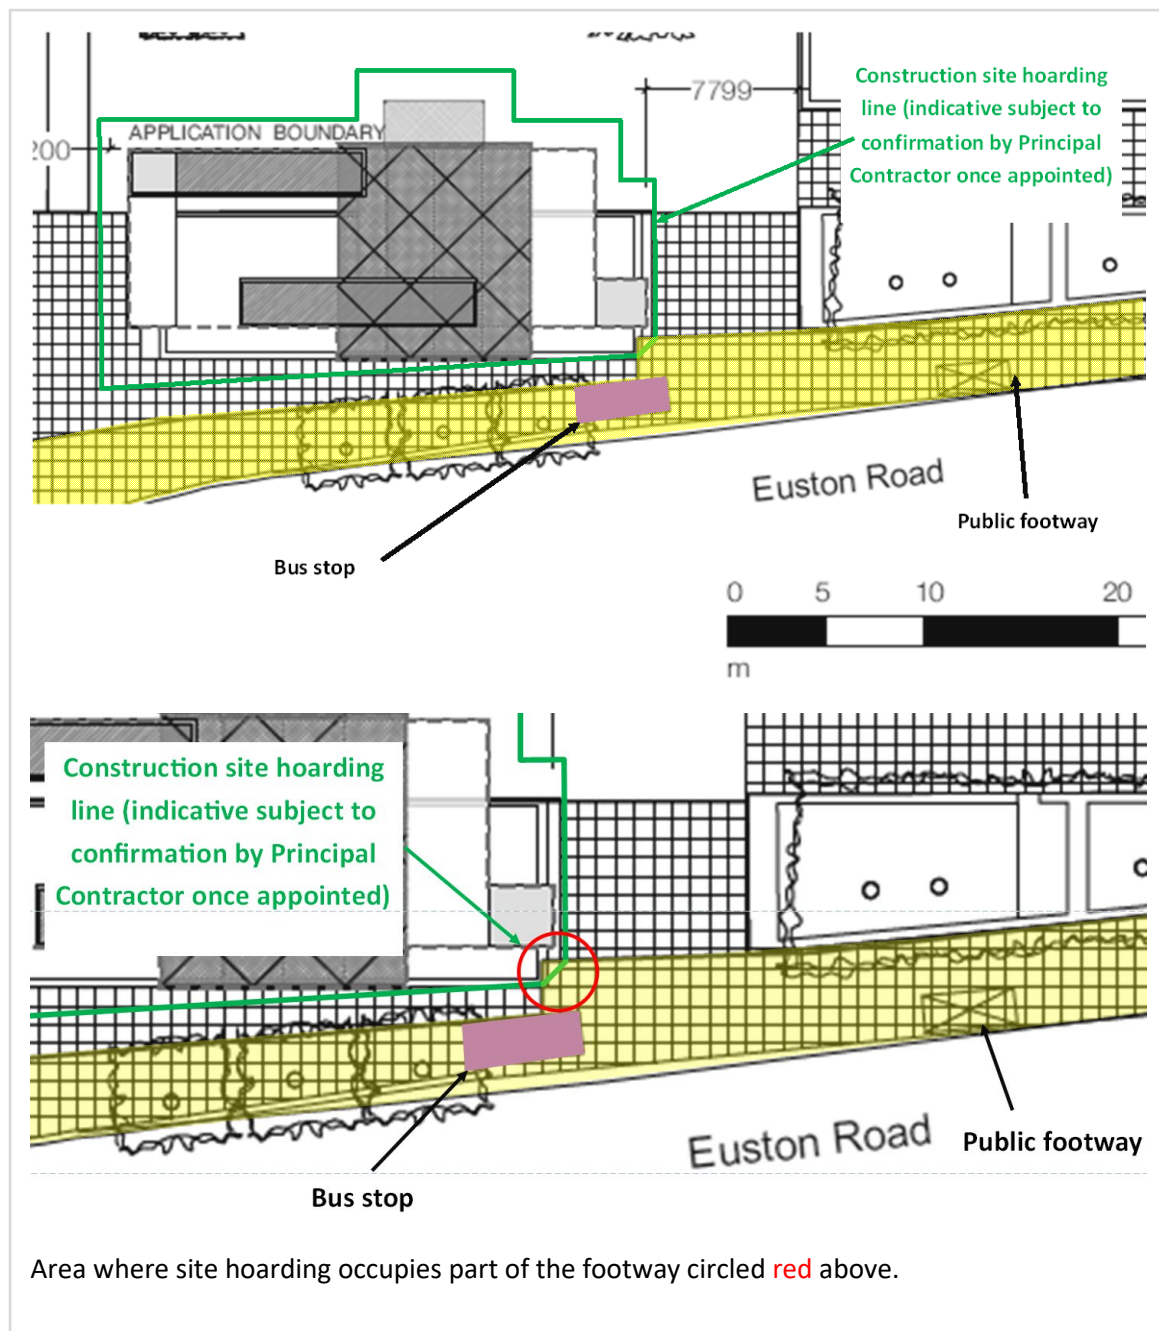 Construction site hoarding
line (indicative subject to
confirmation by Principal
Contractor once appointed)
7799
APPLICATION BOUNDARY
200
Euston Road
Public footway
Bus stop
0 5 10 20
m
Construction site hoarding
line (indicative subject to
confirmation by Principal
Contractor once appointed)
Euston Road
Public footway
Bus stop
Area where site hoarding occupies part of the footway circled red above.